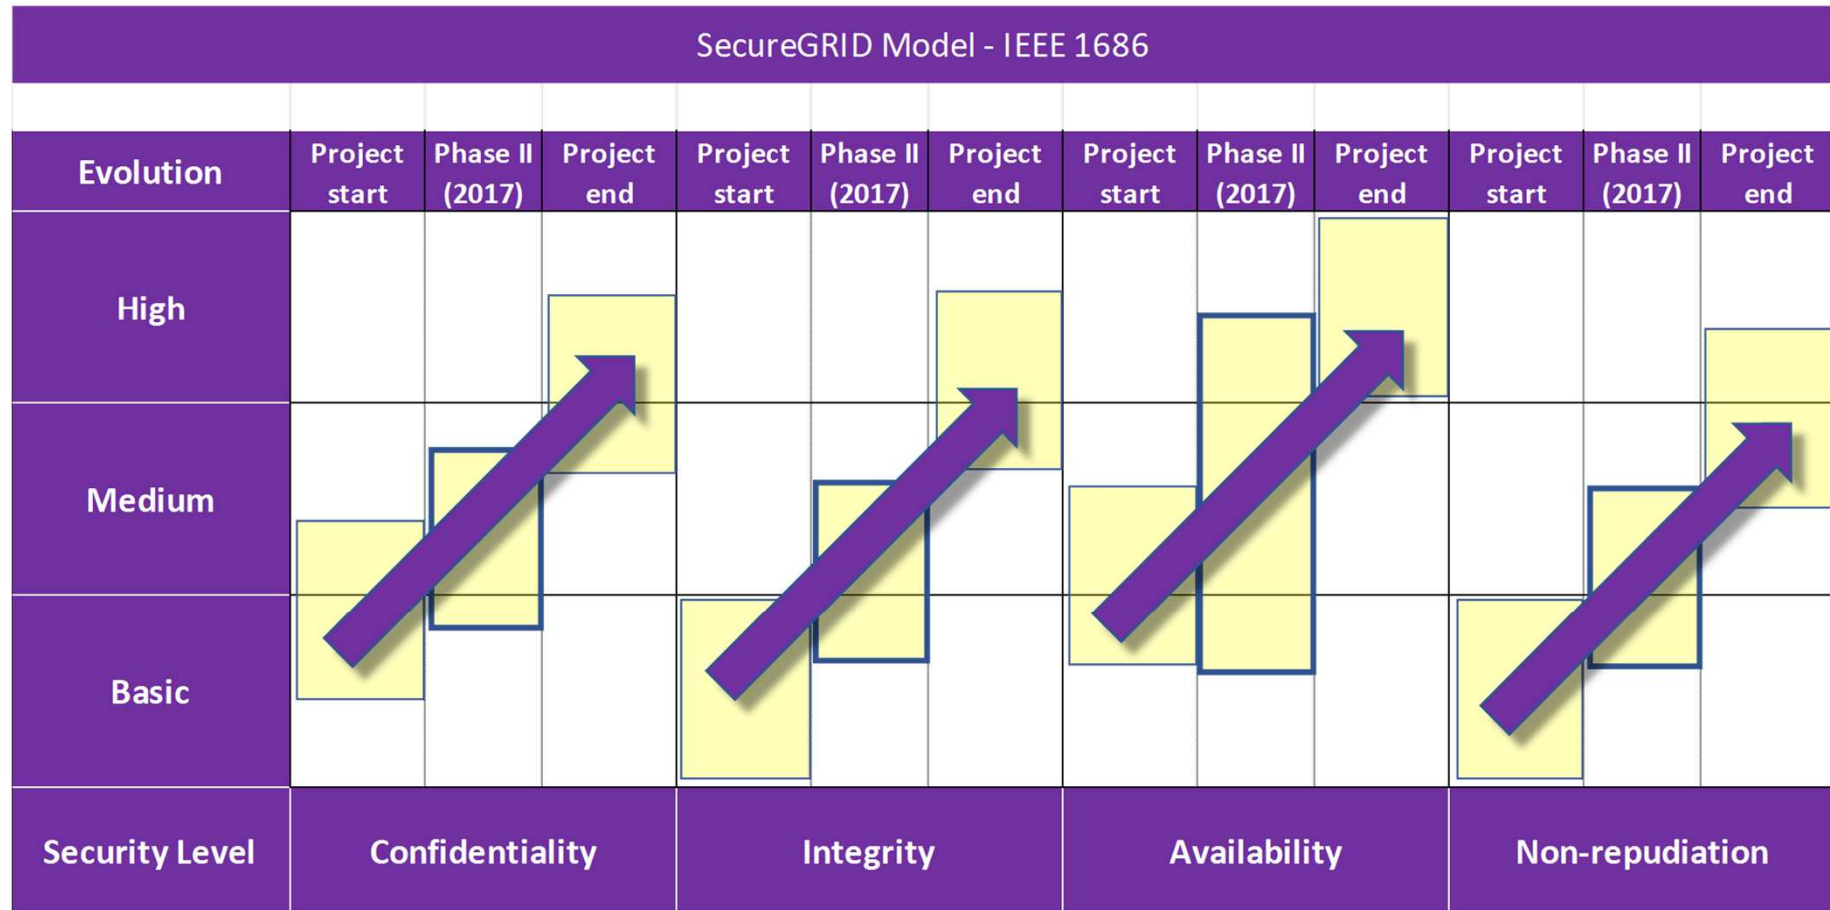 SecureGRID Model - IEEE 1686
Evolution
Project start
Phase II (2017)
Project end
Project start
Phase II (2017)
Project end
Project start
Phase II (2017)
Project end
Project start
Phase II (2017)
Project end
High
Medium
Basic
Security Level
Confidentiality
Integrity
Availability
Non-repudiation